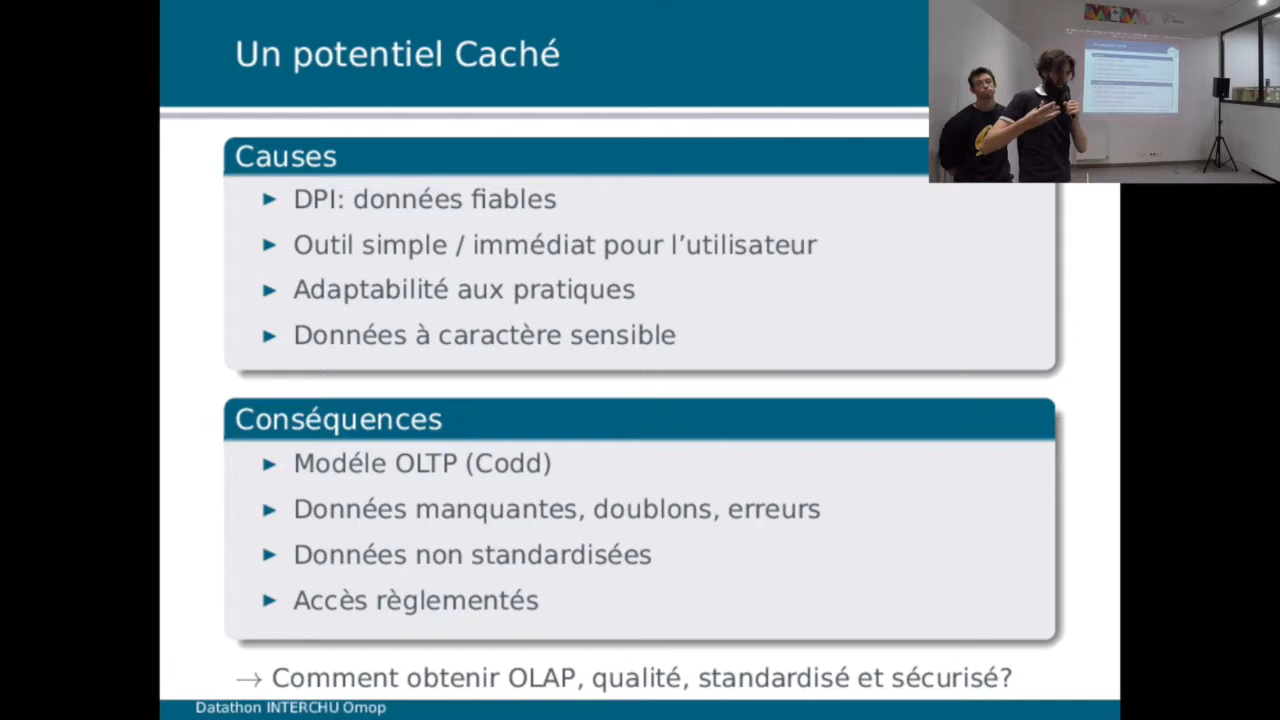 Un potentiel Caché
Causes
DPI: données fiables
Outil simple / immédiat pour l'utilisateur
Adaptabilité aux pratiques
Données à caractère sensible
Conséquences
Modéle OLTP (Codd)
Données manquantes, doublons, erreurs
Données non standardisées
Accès règlementés
→ Comment obtenir OLAP, qualité, standardisé et sécurisé?
Datathon INTERCHU Omop